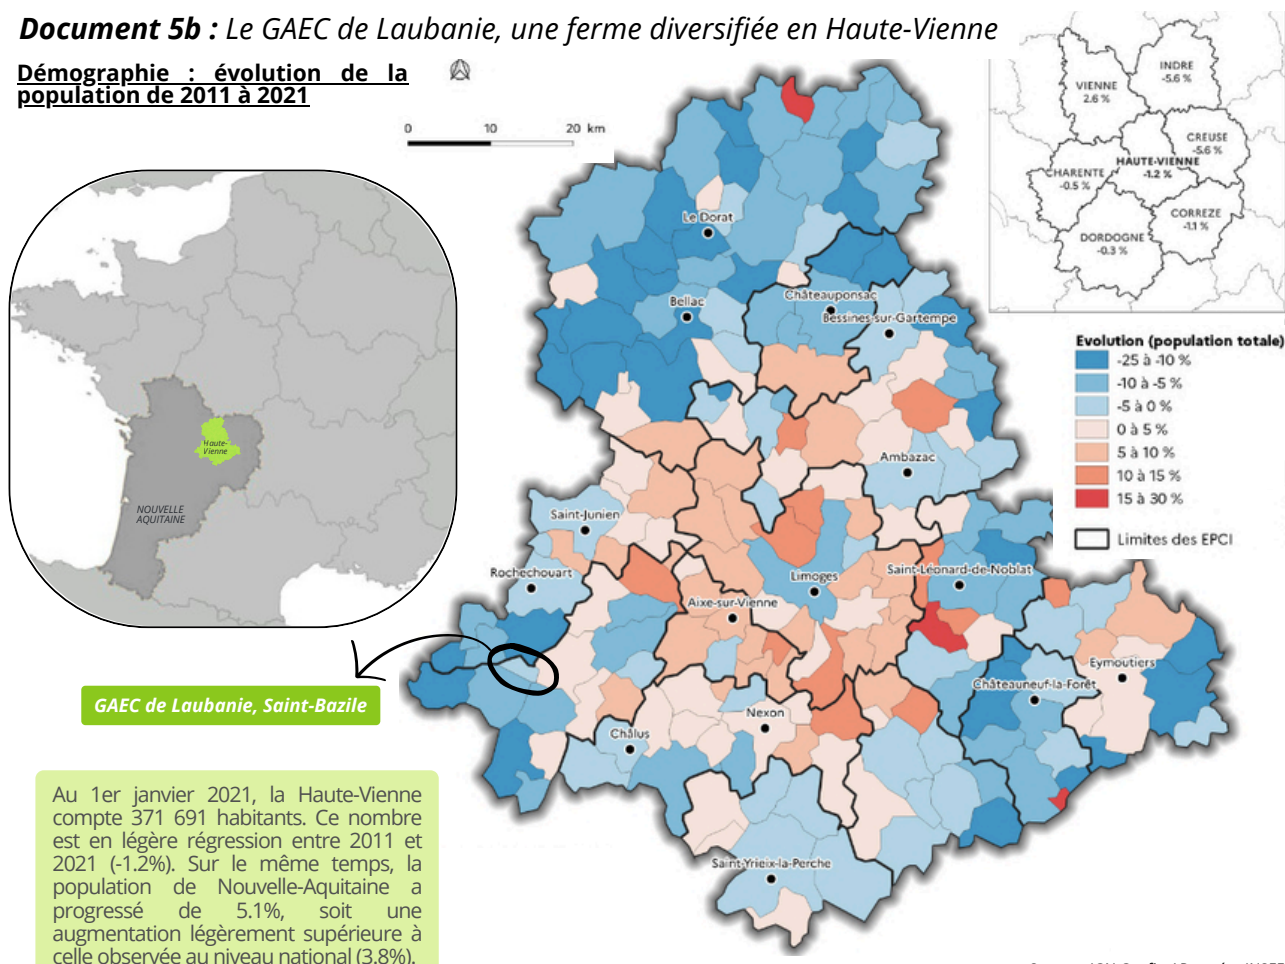 Document 5b : Le GAEC de Laubanie, une ferme diversifiée en Haute-Vienne
Démographie : évolution de la
population de 2011 à 2021
0 10 20 km
VIENNE
2.6 %
INDRE
-5.6 %
CREUSE
-5.6 %
HAUTE-VIENNE
-1.2 %
CHARENTE
-0.5 %
CORREZE
-1.1 %
DORDOGNE
-0.3 %
Evolution (population totale)
-25 à -10 %
-10 à -5 %
-5 à 0 %
0 à 5 %
5 à 10 %
10 à 15 %
15 à 30 %
Limites des EPCI
Haute-
Vienne
NOUVELLE
AQUITAINE
Le Dorat
Bellac
Châteauponsac
Bessines-sur-Gartempe
Ambazac
Saint-Junien
Rochechouart
Limoges
Saint-Léonard-de-Noblat
Aixe-sur-Vienne
Eymoutiers
Châteauneuf-la-Forêt
Nexon
Châlus
Saint-Yrieix-la-Perche
GAEC de Laubanie, Saint-Bazile
Au 1er janvier 2021, la Haute-Vienne
compte 371 691 habitants. Ce nombre
est en légère régression entre 2011 et
2021 (-1.2%). Sur le même temps, la
population de Nouvelle-Aquitaine a
progressé de 5.1%, soit une
augmentation légèrement supérieure à
celle observée au niveau national (3.8%).